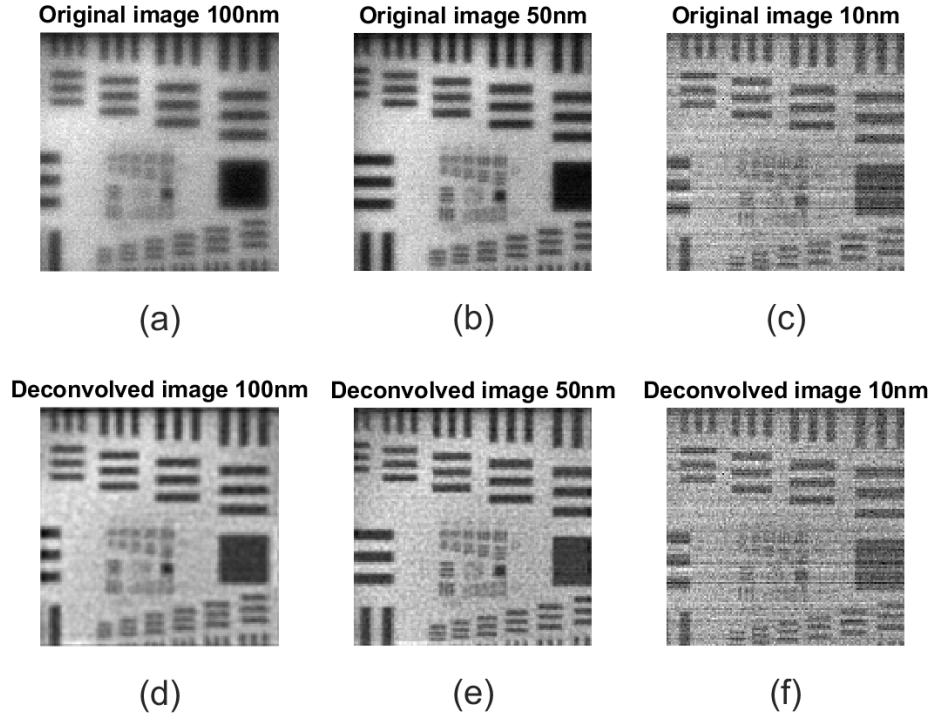 Original image 100nm
Original image 50nm
Original image 10nm
(a)
(b)
(c)
Deconvolved image 100nm
Deconvolved image 50nm
Deconvolved image 10nm
(d)
(e)
(f)